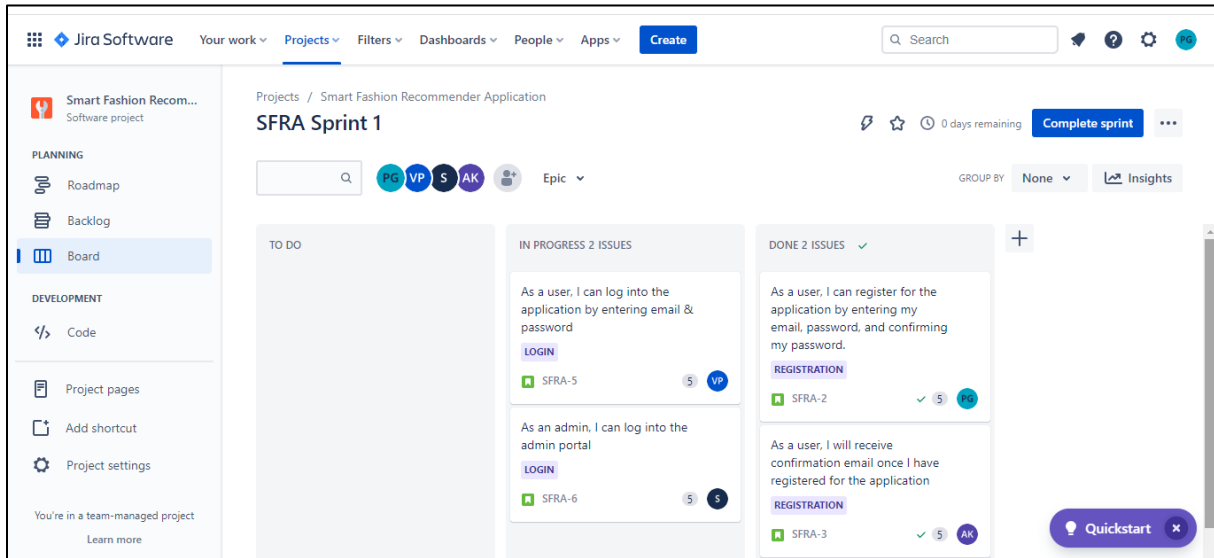 Jira Software Your work Projects Filters Dashboards People Apps Create Search PG
Smart Fashion Recom...
Software project
PLANNING
Roadmap
Backlog
Board
DEVELOPMENT
Code
Project pages
Add shortcut
Project settings
You're in a team-managed project
Learn more
Projects / Smart Fashion Recommender Application
SFRA Sprint 1
0 days remaining Complete sprint
PG VP S AK Epic GROUP BY None Insights
TO DO
IN PROGRESS 2 ISSUES
As a user, I can log into the
application by entering email &
password
LOGIN
SFRA-5 5 VP
As an admin, I can log into the
admin portal
LOGIN
SFRA-6 5 S
DONE 2 ISSUES
As a user, I can register for the
application by entering my
email, password, and confirming
my password.
REGISTRATION
SFRA-2 5 PG
As a user, I will receive
confirmation email once I have
registered for the application
REGISTRATION
SFRA-3 5 AK
Quickstart